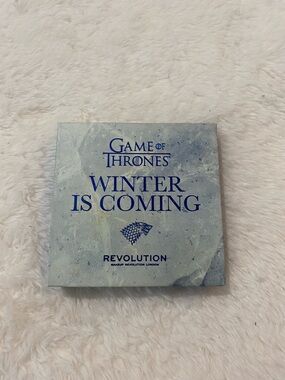 GAME OF
THRONES
WINTER
IS COMING
REVOLUTION
MAKEUP REVOLUTION LONDON